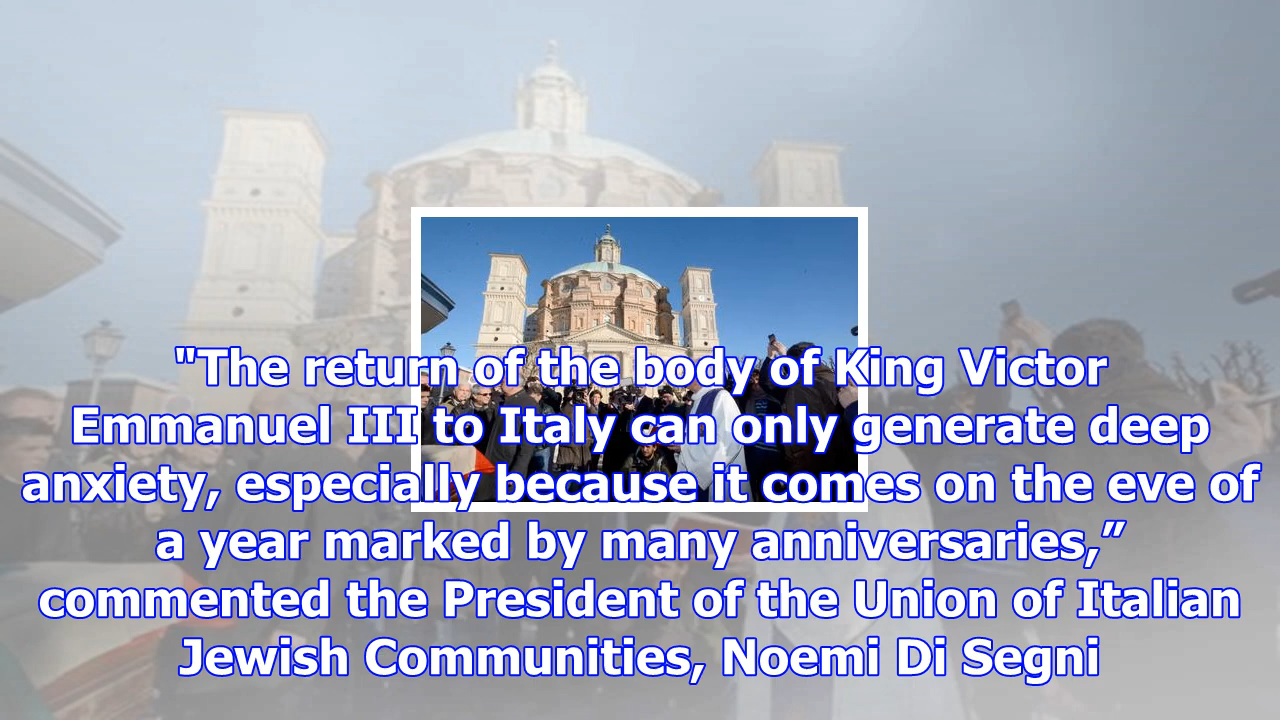 "The return of the body of King Victor
Emmanuel III to Italy can only generate deep
anxiety, especially because it comes on the eve of
a year marked by many anniversaries,”
commented the President of the Union of Italian
Jewish Communities, Noemi Di Segni